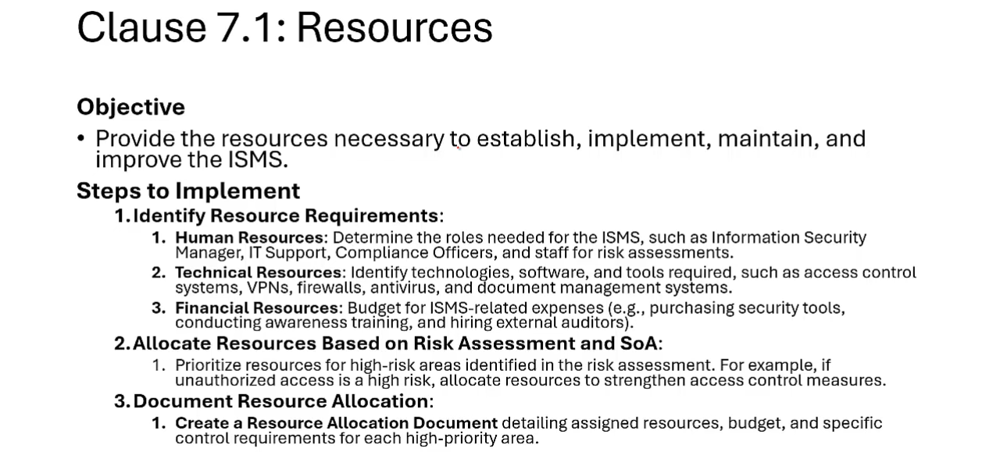 Clause 7.1: Resources
Objective
• Provide the resources necessary to establish, implement, maintain, and
improve the ISMS.
Steps to Implement
1. Identify Resource Requirements:
1. Human Resources: Determine the roles needed for the ISMS, such as Information Security
Manager, IT Support, Compliance Officers, and staff for risk assessments.
2. Technical Resources: Identify technologies, software, and tools required, such as access control
systems, VPNs, firewalls, antivirus, and document management systems.
3. Financial Resources: Budget for ISMS-related expenses (e.g., purchasing security tools,
conducting awareness training, and hiring external auditors).
2. Allocate Resources Based on Risk Assessment and SoA:
1. Prioritize resources for high-risk areas identified in the risk assessment. For example, if
unauthorized access is a high risk, allocate resources to strengthen access control measures.
3. Document Resource Allocation:
1. Create a Resource Allocation Document detailing assigned resources, budget, and specific
control requirements for each high-priority area.